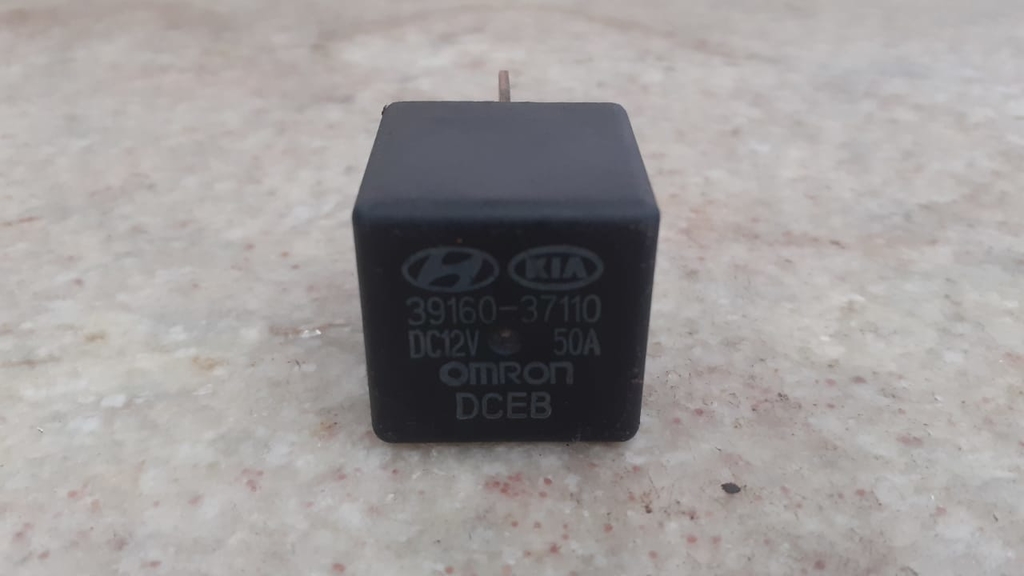 H KIA
39160-37110
DC12V 50A
OMRON
DCEB